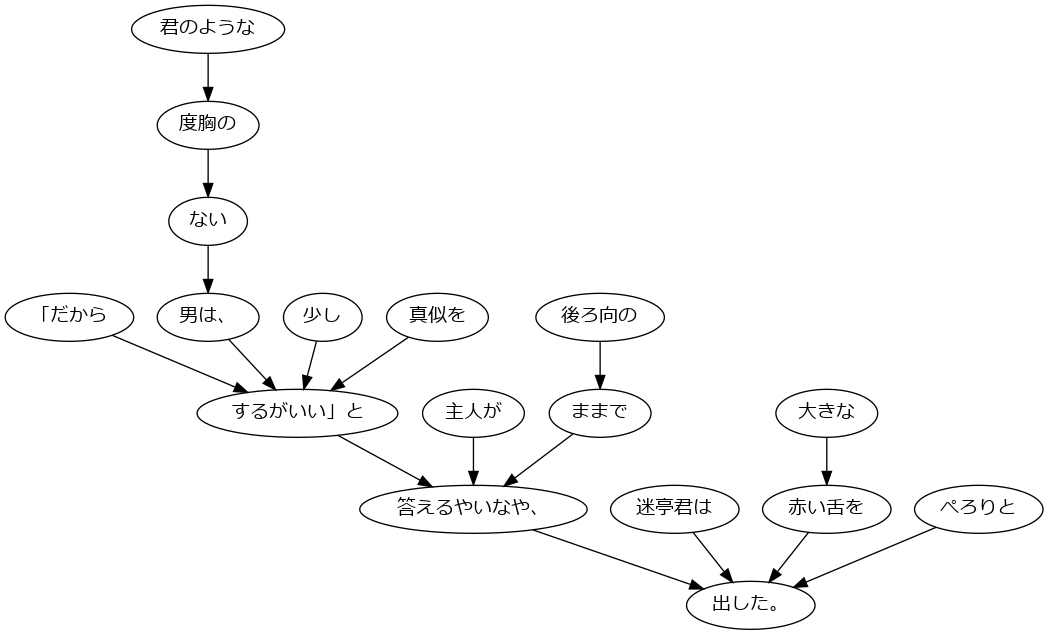 君のような
度胸の
ない
「だから
男は、
少し
真似を
後ろ向の
するがいい」と
主人が
ままで
大きな
答えるやいなや、
迷亭君は
赤い舌を
ぺろりと
出した。